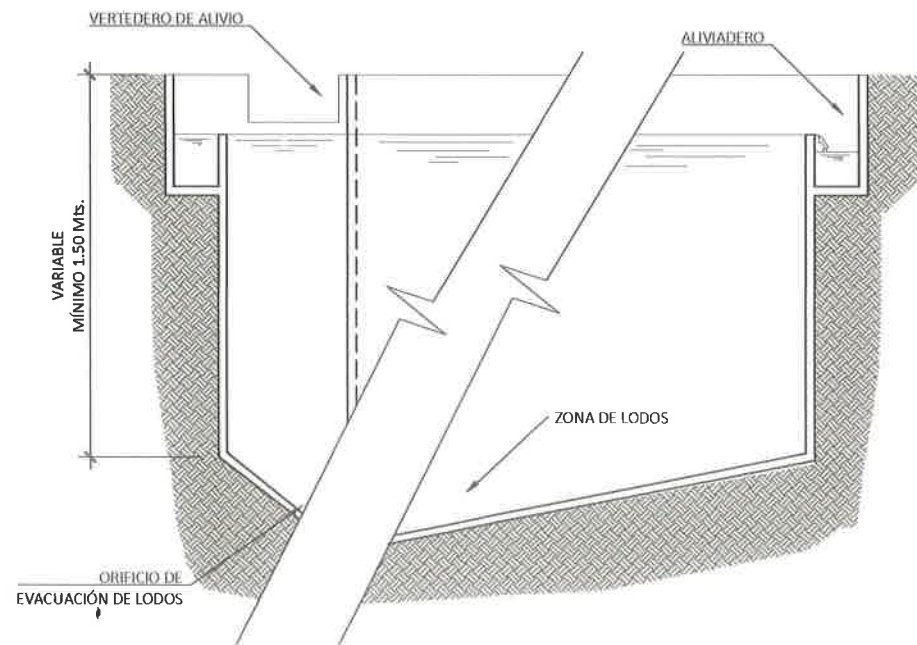 VERTEDERO DE ALIVIO
ALIVIADERO
VARIABLE
MÍNIMO 1.50 Mts.
ZONA DE LODOS
ORIFICIO DE
EVACUACIÓN DE LODOS